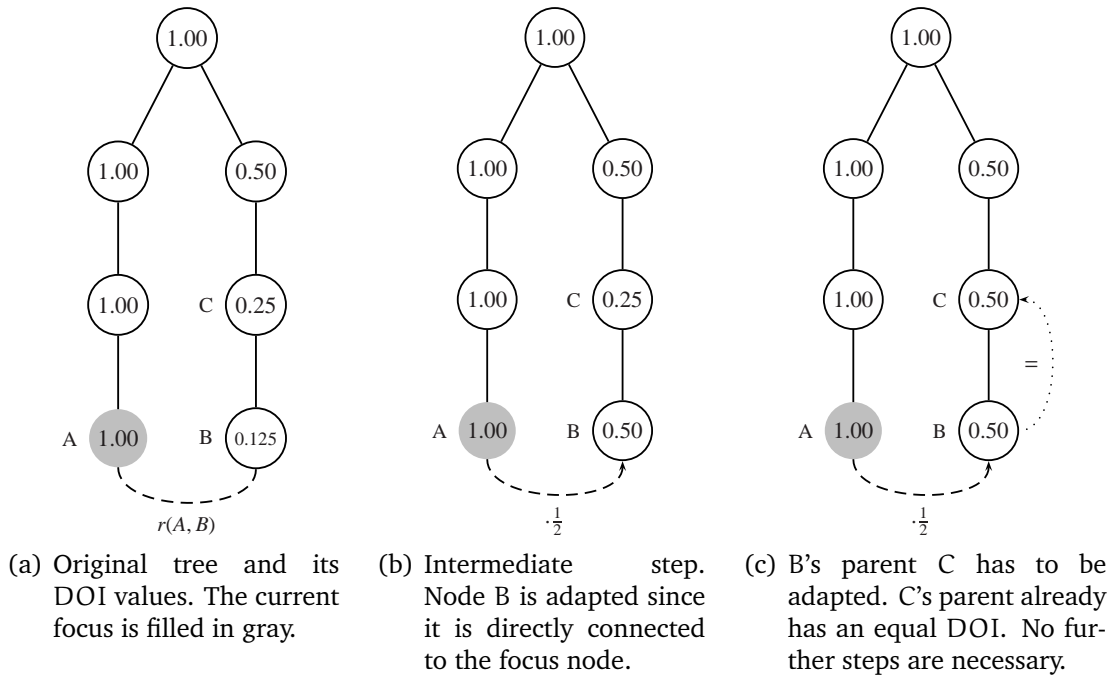 1.00
1.00 0.50
1.00 C 0.25
A 1.00 B 0.125
r(A, B)
(a) Original tree and its
DOI values. The current
focus is filled in gray.
1.00
1.00 0.50
1.00 C 0.25
A 1.00 B 0.50
·1/2
(b) Intermediate step.
Node B is adapted since
it is directly connected
to the focus node.
1.00
1.00 0.50
1.00 C 0.50
=
A 1.00 B 0.50
·1/2
(c) B's parent C has to be
adapted. C's parent already
has an equal DOI. No fur-
ther steps are necessary.